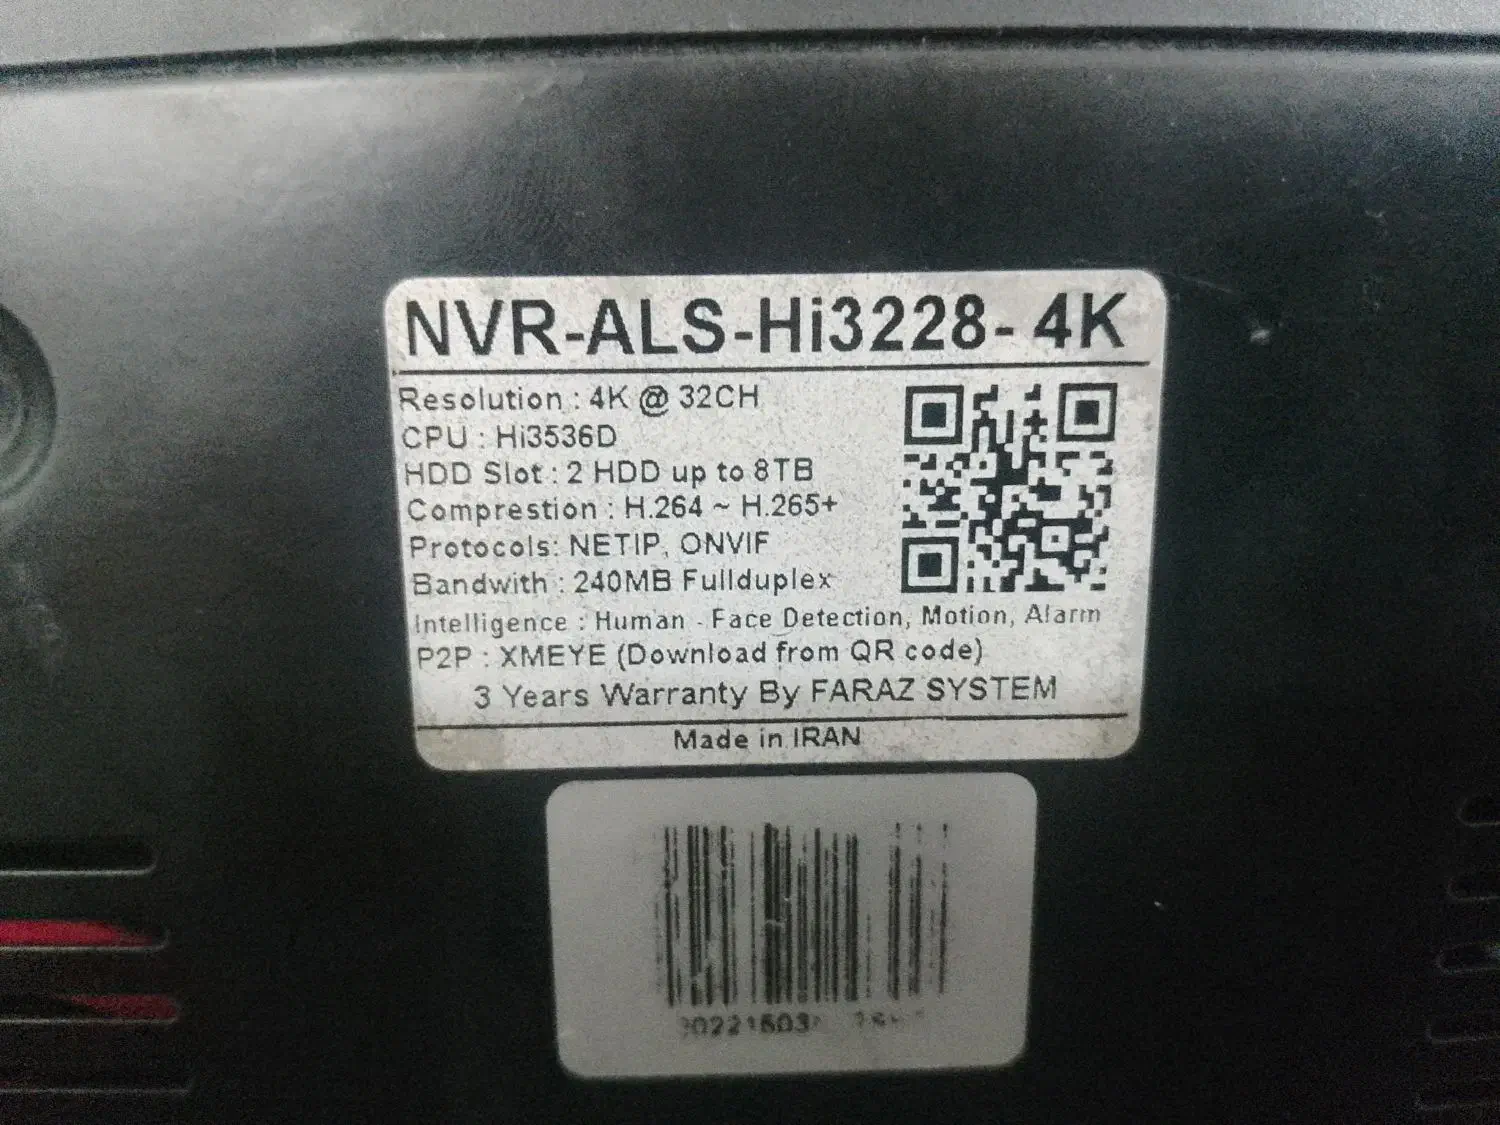 NVR-ALS-Hi3228- 4K
Resolution : 4K @ 32CH
CPU : Hi3536D
HDD Slot : 2 HDD up to 8TB
Comprestion : H.264 ~ H.265+
Protocols: NETIP, ONVIF
Bandwith : 240MB Fullduplex
Intelligence : Human - Face Detection, Motion, Alarm
P2P : XMEYE (Download from QR code)
3 Years Warranty By FARAZ SYSTEM
Made in IRAN